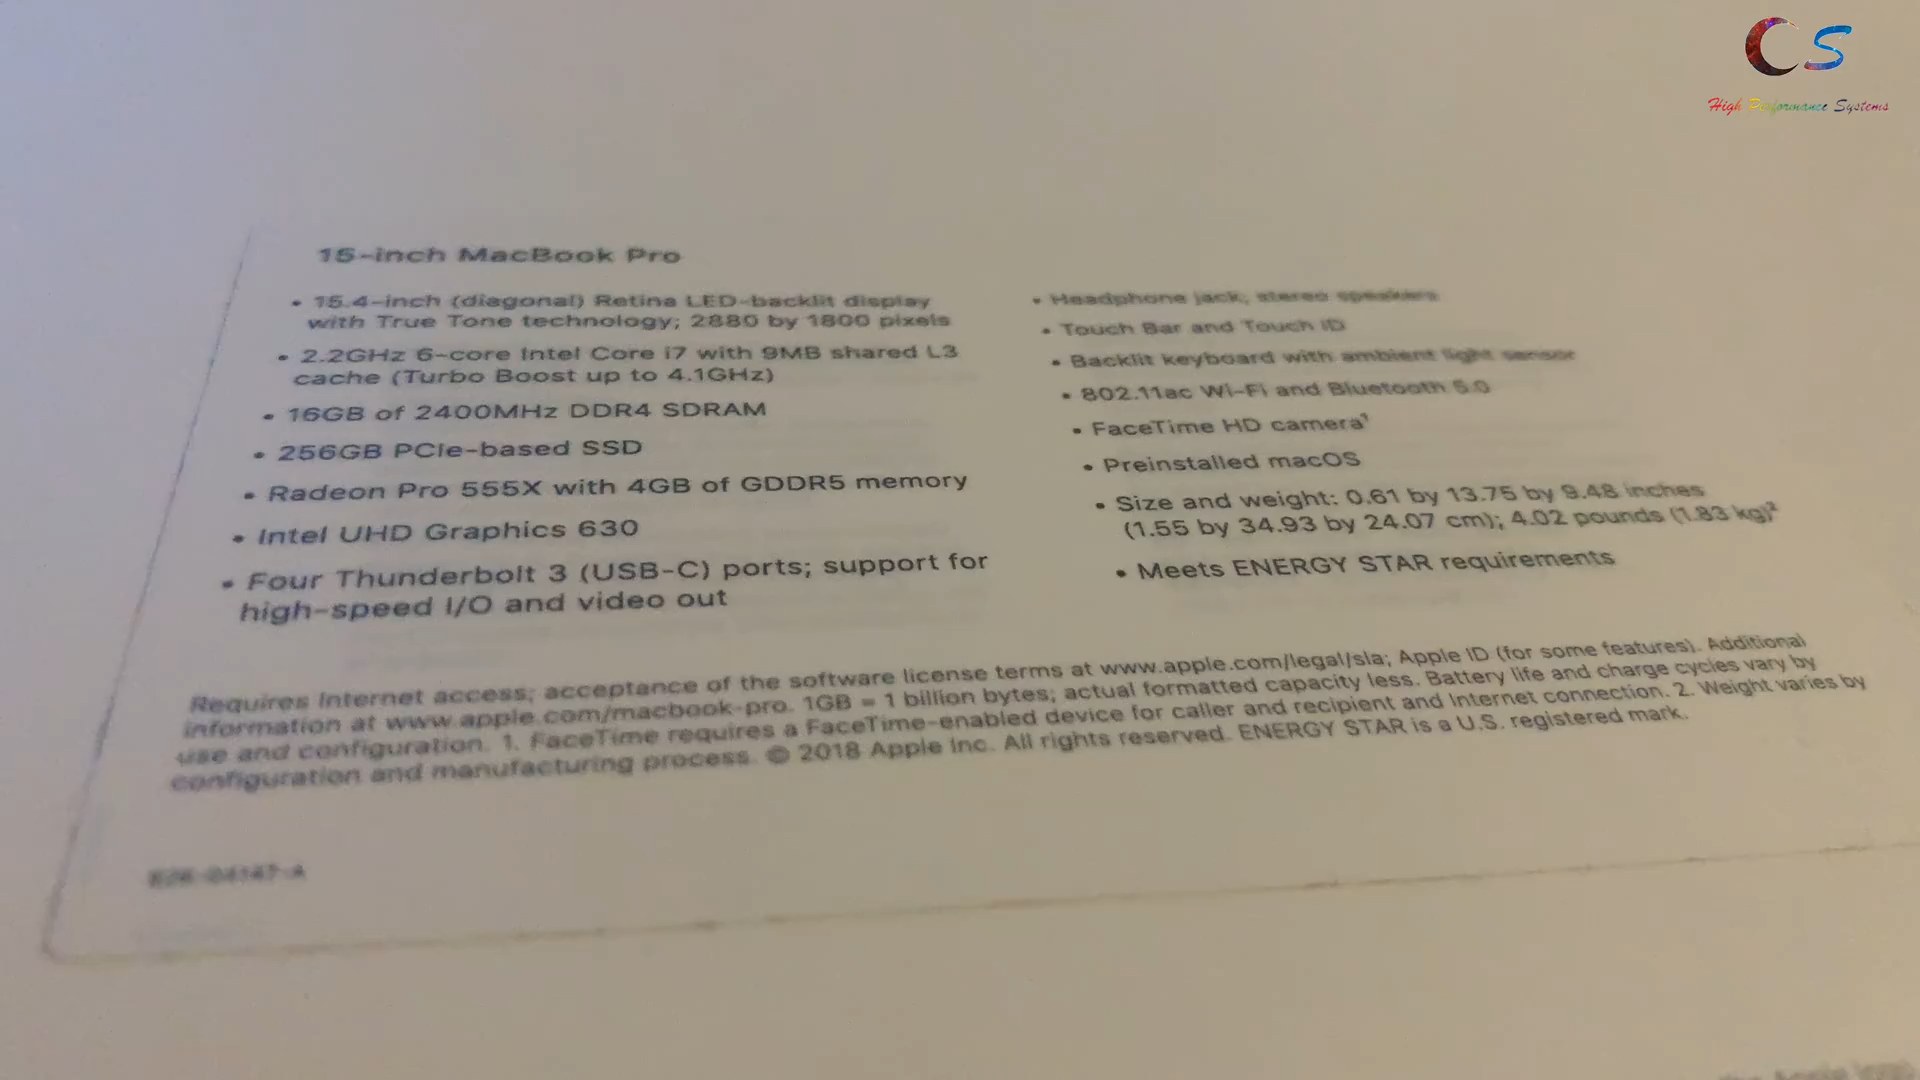 CS
High Performance Systems
15-inch MacBook Pro
• 15.4-inch (diagonal) Retina LED-backlit display
with True Tone technology; 2880 by 1800 pixels
• 2.2GHz 6-core Intel Core i7 with 9MB shared L3
cache (Turbo Boost up to 4.1GHz)
• 16GB of 2400MHz DDR4 SDRAM
• 256GB PCIe-based SSD
• Radeon Pro 555X with 4GB of GDDR5 memory
• Intel UHD Graphics 630
• Four Thunderbolt 3 (USB-C) ports; support for
high-speed I/O and video out
• Headphone jack, stereo speakers
• Touch Bar and Touch ID
• Backlit keyboard with ambient light sensor
• 802.11ac Wi-Fi and Bluetooth 5.0
• FaceTime HD camera¹
• Preinstalled macOS
• Size and weight: 0.61 by 13.75 by 9.48 inches
(1.55 by 34.93 by 24.07 cm); 4.02 pounds (1.83 kg)²
• Meets ENERGY STAR requirements
Requires Internet access; acceptance of the software license terms at www.apple.com/legal/sla; Apple ID (for some features). Additional
information at www.apple.com/macbook-pro. 1GB = 1 billion bytes; actual formatted capacity less. Battery life and charge cycles vary by
use and configuration. 1. FaceTime requires a FaceTime-enabled device for caller and recipient and Internet connection. 2. Weight varies by
configuration and manufacturing process. © 2018 Apple Inc. All rights reserved. ENERGY STAR is a U.S. registered mark.